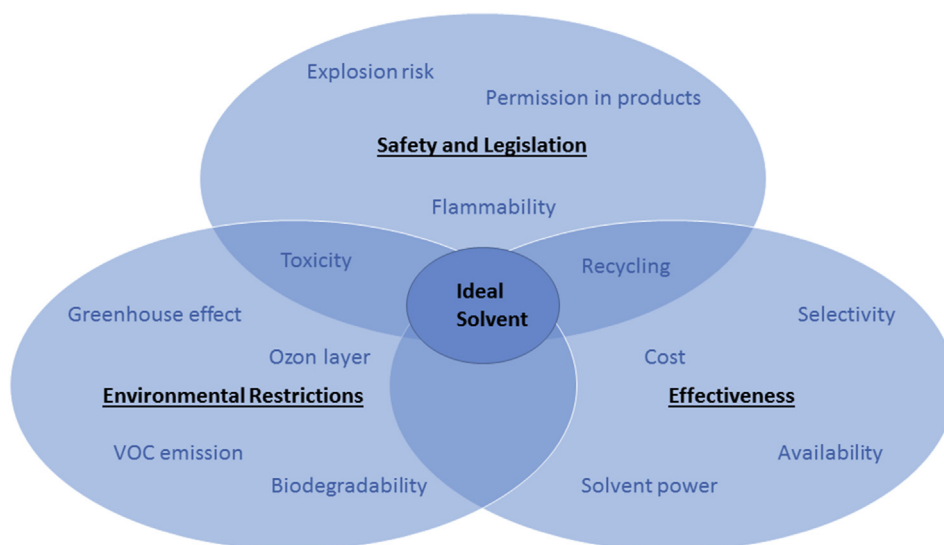 Explosion risk
Permission in products
Safety and Legislation
Flammability
Toxicity
Recycling
Ideal
Solvent
Greenhouse effect
Selectivity
Ozon layer
Cost
Environmental Restrictions
Effectiveness
VOC emission
Availability
Biodegradability
Solvent power